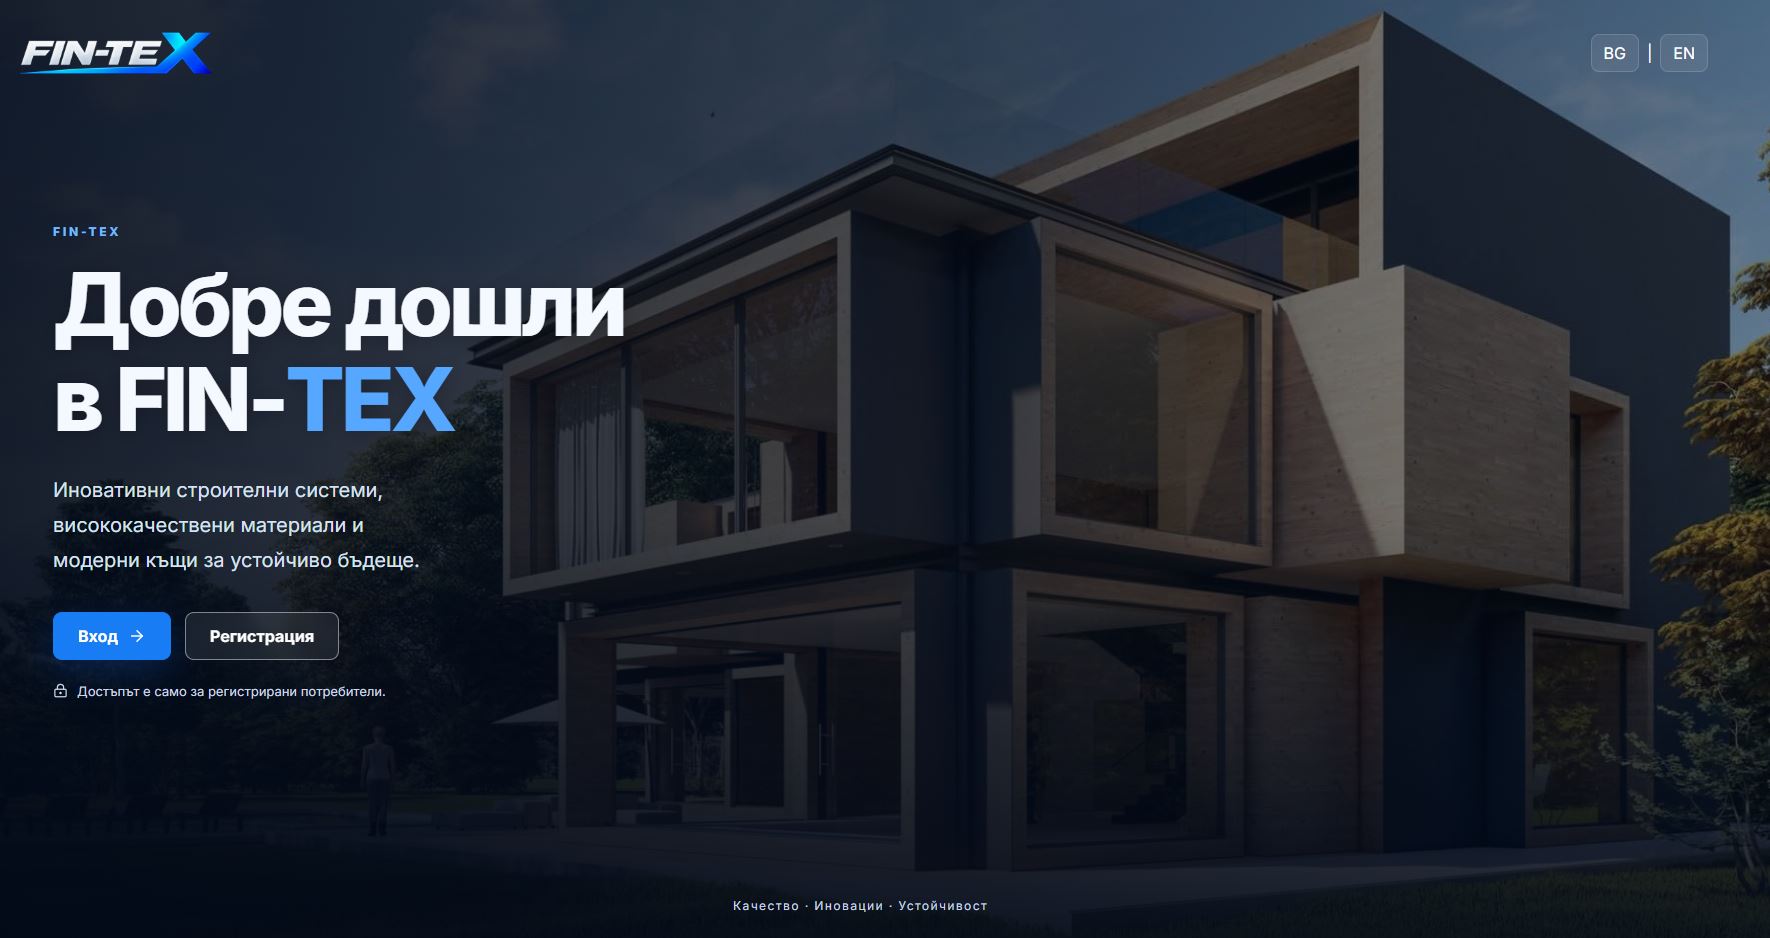 FIN-TEX
BG | EN
FIN-TEX
Добре дошли
в FIN-TEX
Иновативни строителни системи,
висококачествени материали и
модерни къщи за устойчиво бъдеще.
Вход → Регистрация
Достъпът е само за регистрирани потребители.
Качество · Иновации · Устойчивост